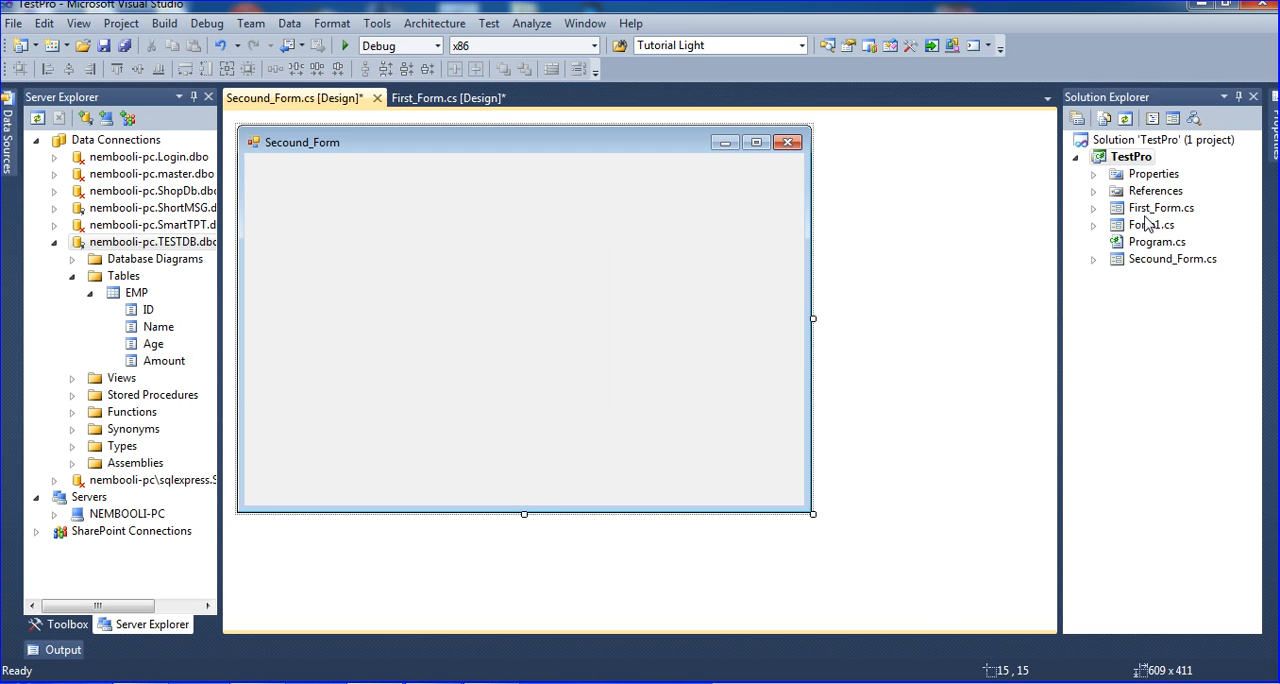 TestPro - Microsoft Visual Studio
File Edit View Project Build Debug Team Data Format Tools Architecture Test Analyze Window Help
Debug x86 Tutorial Light
Server Explorer
Secound_Form.cs [Design]* First_Form.cs [Design]*
Solution Explorer
Data Sources
Properties
Data Connections
nembooli-pc.Login.dbo
nembooli-pc.master.dbo
nembooli-pc.ShopDb.dbo
nembooli-pc.ShortMSG.d
nembooli-pc.SmartTPT.d
nembooli-pc.TESTDB.dbo
Database Diagrams
Tables
EMP
ID
Name
Age
Amount
Views
Stored Procedures
Functions
Synonyms
Types
Assemblies
nembooli-pc\sqlexpress.S
Servers
NEMBOOLI-PC
SharePoint Connections
Toolbox Server Explorer
Secound_Form
Solution 'TestPro' (1 project)
TestPro
Properties
References
First_Form.cs
Form1.cs
Program.cs
Secound_Form.cs
Output
Ready 15 , 15 609 x 411